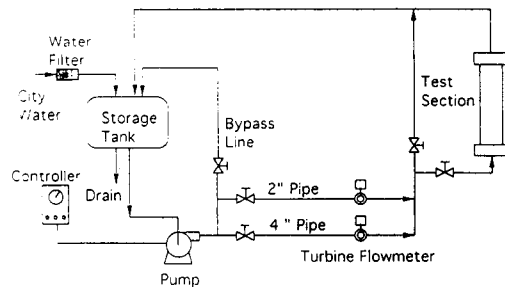 Water
Filter
City
Water
Storage
Tank
Bypass
Line
Test
Section
Controller
Drain
2" Pipe
4 " Pipe
Turbine Flowmeter
Pump